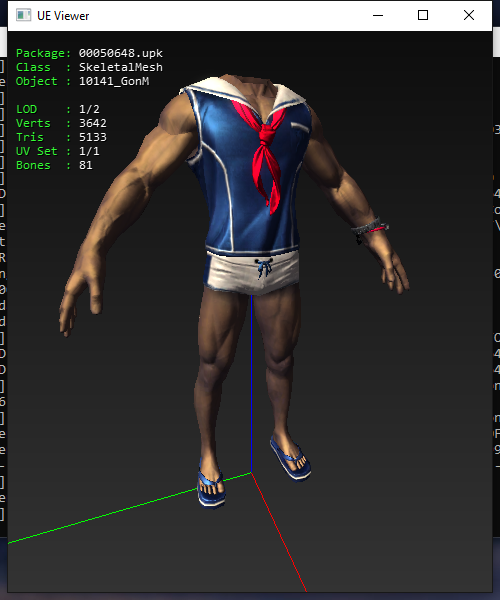 UE Viewer
Package: 00050648.upk
Class : SkeletalMesh
Object : 10141_GonM
LOD : 1/2
Verts : 3642
Tris : 5133
UV Set : 1/1
Bones : 81